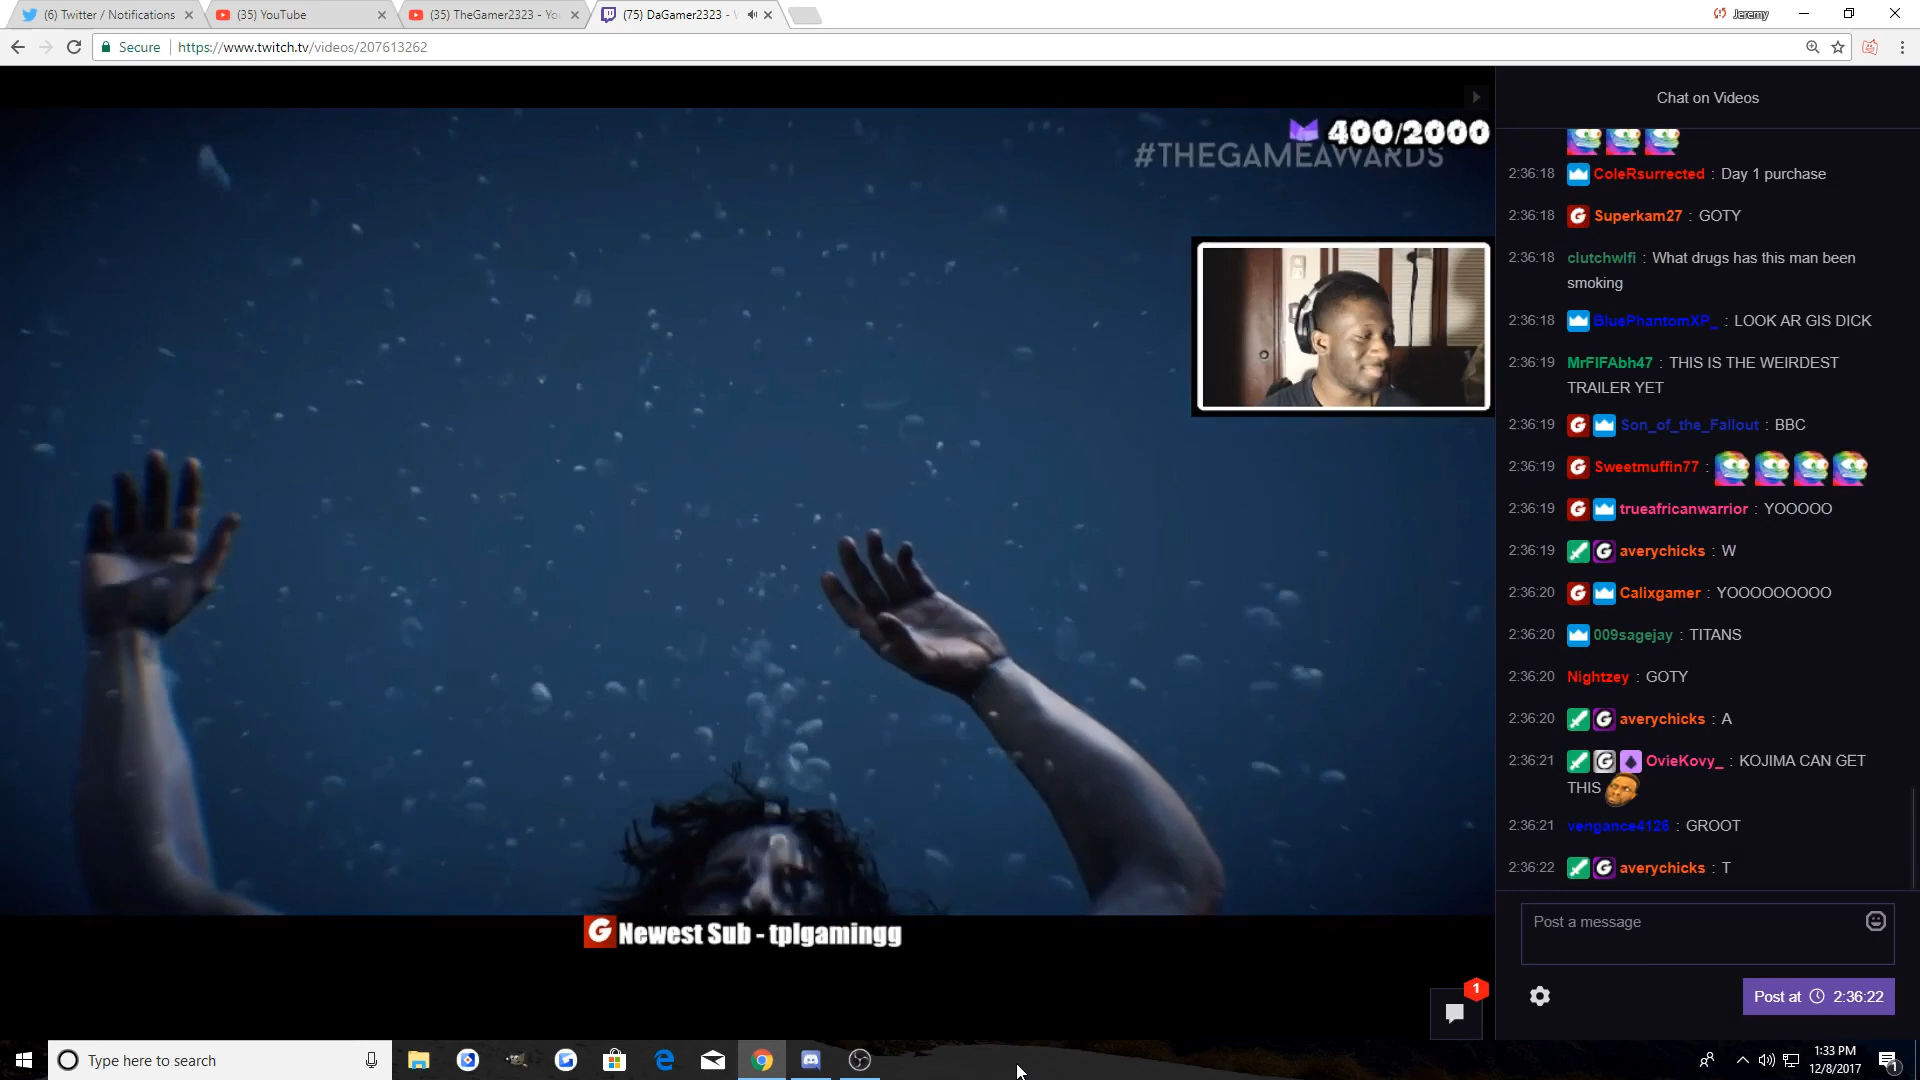 (6) Twitter / Notifications
(35) YouTube
(35) TheGamer2323 - Yo
(75) DaGamer2323 -
Jeremy
Secure
https://www.twitch.tv/videos/207613262
Chat on Videos
400/2000
#THEGAMEAWARDS
2:36:18 ColeRsurrected : Day 1 purchase
2:36:18 Superkam27 : GOTY
2:36:18 clutchwlfi : What drugs has this man been
smoking
2:36:18 BluePhantomXP_ : LOOK AR GIS DICK
2:36:19 MrFIFAbh47 : THIS IS THE WEIRDEST
TRAILER YET
2:36:19 Son_of_the_Fallout : BBC
2:36:19 Sweetmuffin77 :
2:36:19 trueafricanwarrior : YOOOOO
2:36:19 averychicks : W
2:36:20 Calixgamer : YOOOOOOOOO
2:36:20 009sagejay : TITANS
2:36:20 Nightzey : GOTY
2:36:20 averychicks : A
2:36:21 OvieKovy_ : KOJIMA CAN GET
THIS
2:36:21 vengance4126 : GROOT
2:36:22 averychicks : T
G Newest Sub - tplgamingg
Post a message
1
Post at 2:36:22
Type here to search
1:33 PM
12/8/2017
1